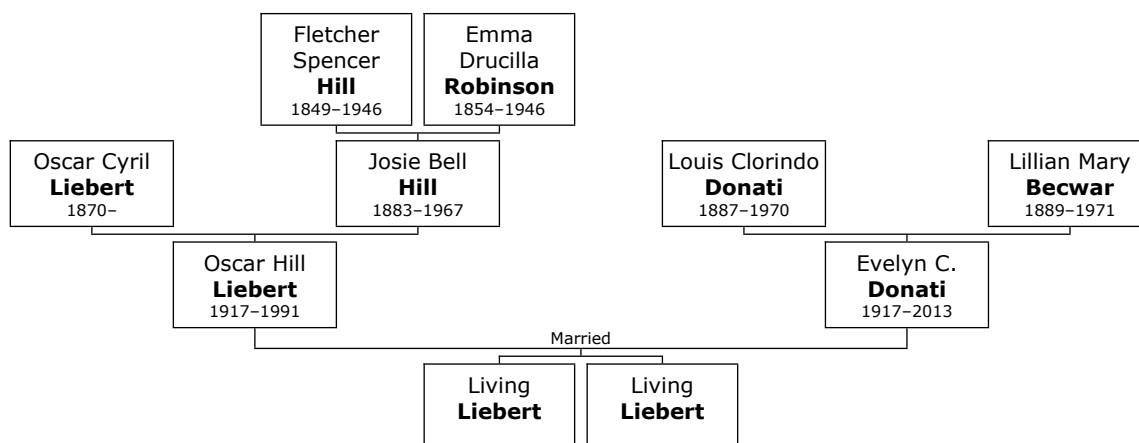 Fletcher
Spencer
Hill
1849–1946
Emma
Drucilla
Robinson
1854–1946
Oscar Cyril
Liebert
1870–
Josie Bell
Hill
1883–1967
Louis Clorindo
Donati
1887–1970
Lillian Mary
Becwar
1889–1971
Oscar Hill
Liebert
1917–1991
Evelyn C.
Donati
1917–2013
Married
Living
Liebert
Living
Liebert